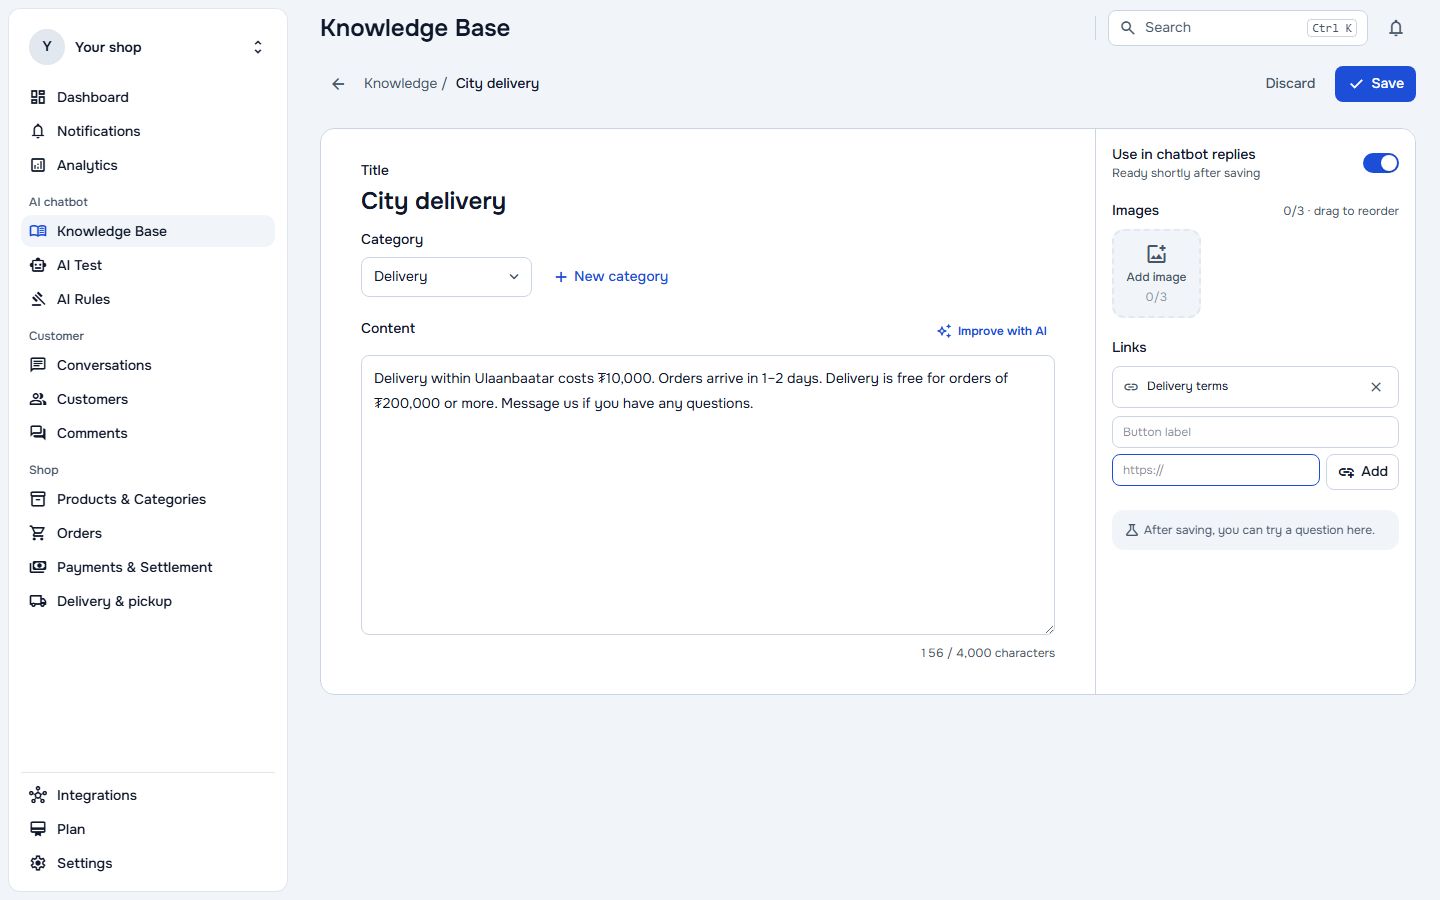 Y Your shop
Dashboard
Notifications
Analytics
AI chatbot
Knowledge Base
AI Test
AI Rules
Customer
Conversations
Customers
Comments
Shop
Products & Categories
Orders
Payments & Settlement
Delivery & pickup
Integrations
Plan
Settings
Knowledge Base
Search Ctrl K
Knowledge / City delivery
Discard Save
Title
City delivery
Category
Delivery New category
Content Improve with AI
Delivery within Ulaanbaatar costs ₮10,000. Orders arrive in 1–2 days. Delivery is free for orders of
₮200,000 or more. Message us if you have any questions.
156 / 4,000 characters
Use in chatbot replies
Ready shortly after saving
Images 0/3 · drag to reorder
Add image
0/3
Links
Delivery terms
Button label
https:// Add
After saving, you can try a question here.